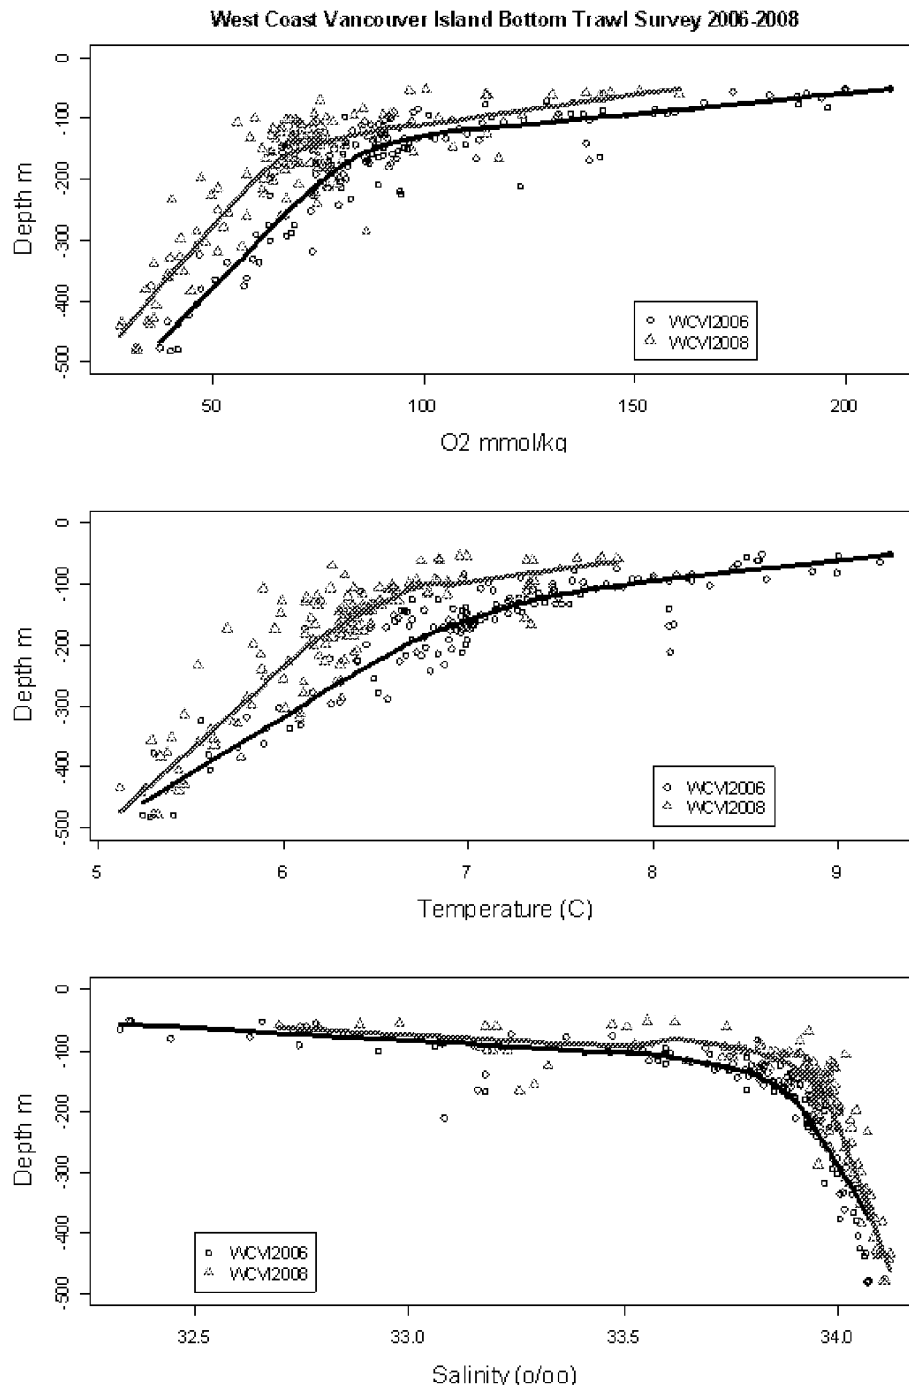 West Coast Vancouver Island Bottom Trawl Survey 2006-2008
0
-100
-200
-300
-400
-500
Depth m
WCVI2006
WCVI2008
50
100
150
200
O2 mmol/kg
0
-100
-200
-300
-400
-500
Depth m
WCVI2006
WCVI2008
5
6
7
8
9
Temperature (C)
0
-100
-200
-300
-400
-500
Depth m
WCVI2006
WCVI2008
32.5
33.0
33.5
34.0
Salinity (o/oo)